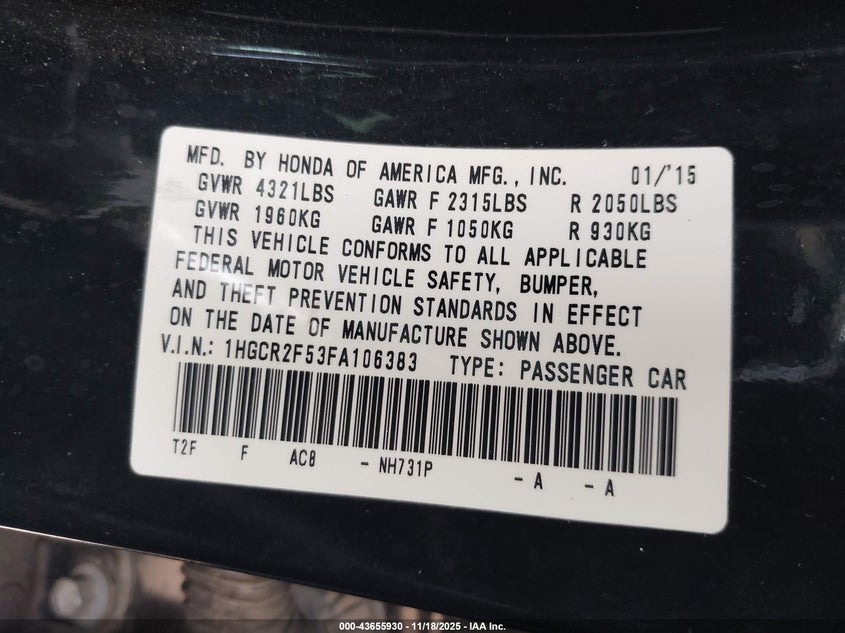 MFD. BY HONDA OF AMERICA MFG., INC. 01/'15
GVWR 4321LBS GAWR F 2315LBS R 2050LBS
GVWR 1960KG GAWR F 1050KG R 930KG
THIS VEHICLE CONFORMS TO ALL APPLICABLE
FEDERAL MOTOR VEHICLE SAFETY, BUMPER,
AND THEFT PREVENTION STANDARDS IN EFFECT
ON THE DATE OF MANUFACTURE SHOWN ABOVE.
V.I.N.: 1HGCR2F53FA106383 TYPE: PASSENGER CAR
T2F F AC8 - NH731P - A - A
000-43655930 - 11/18/2025 - IAA Inc.